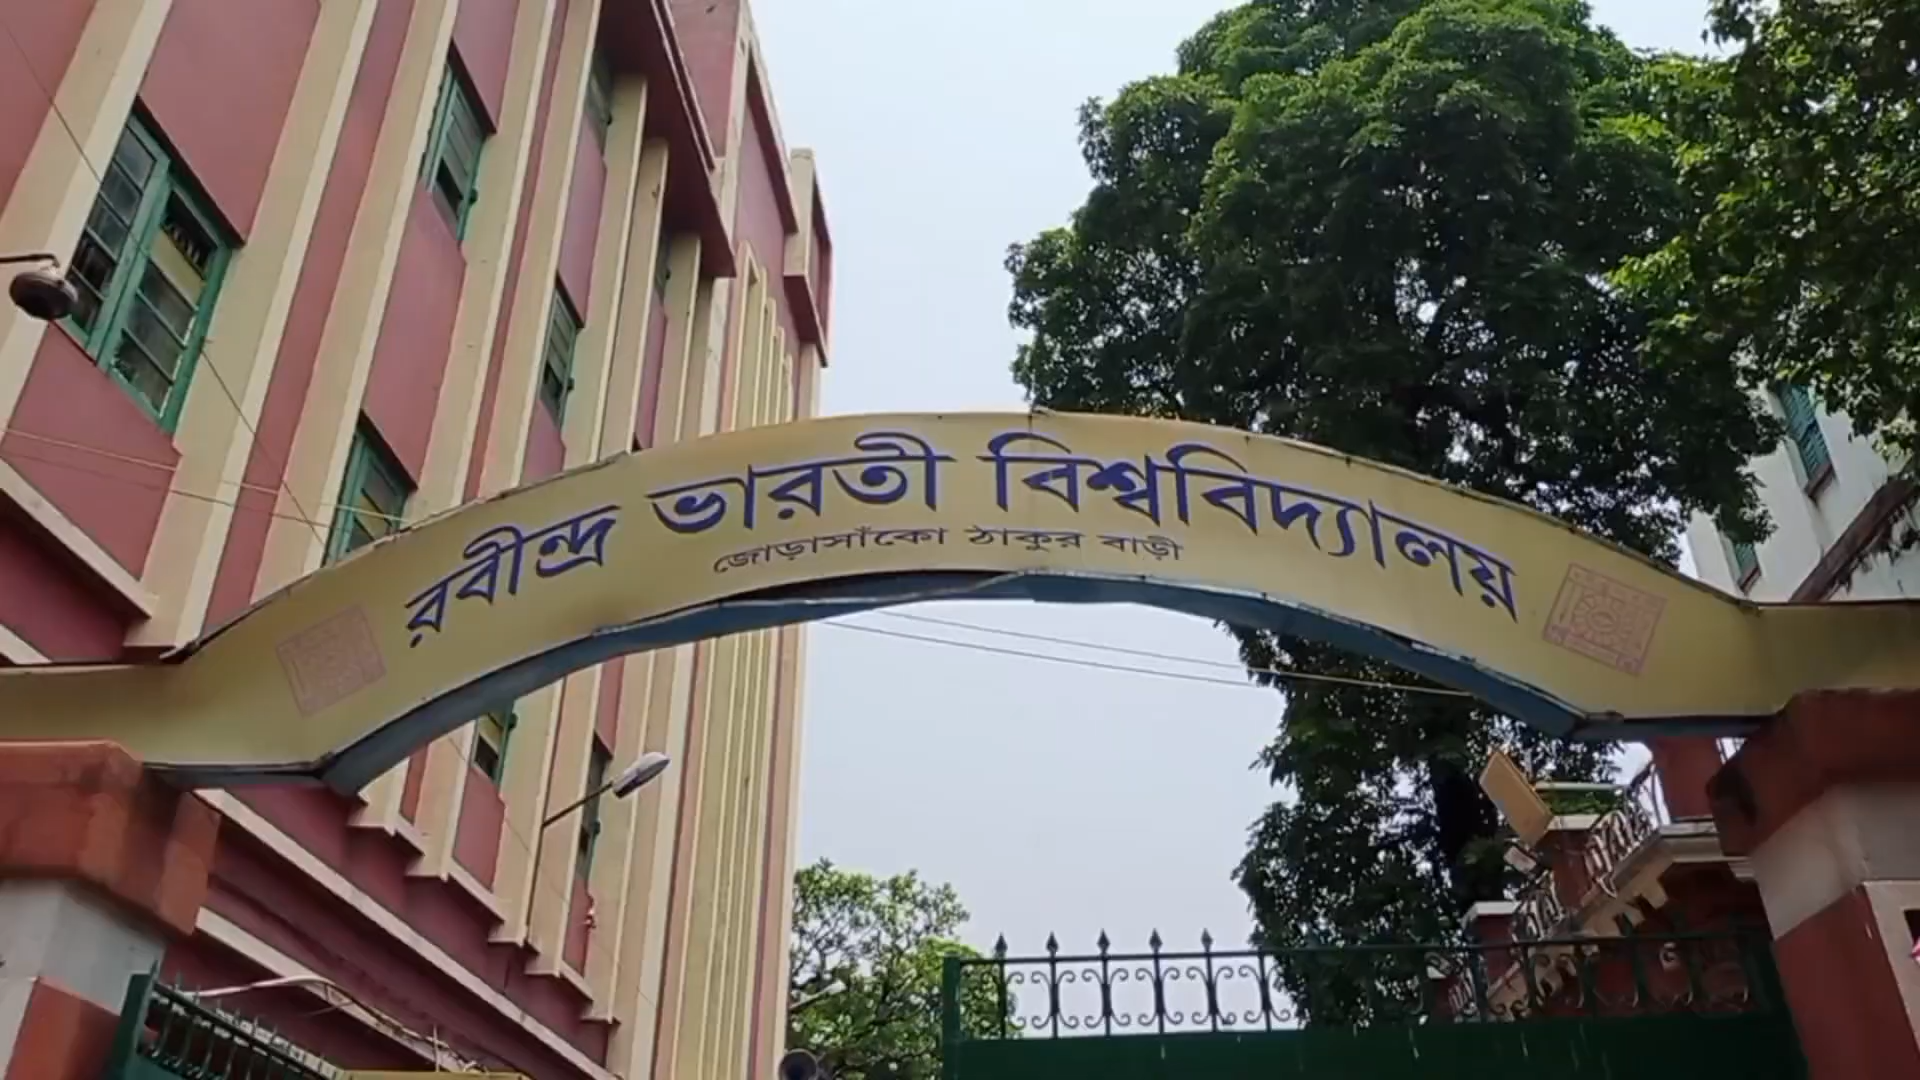 রবীন্দ্র ভারতী বিশ্ববিদ্যালয়
জোড়াসাঁকো ঠাকুর বাড়ী